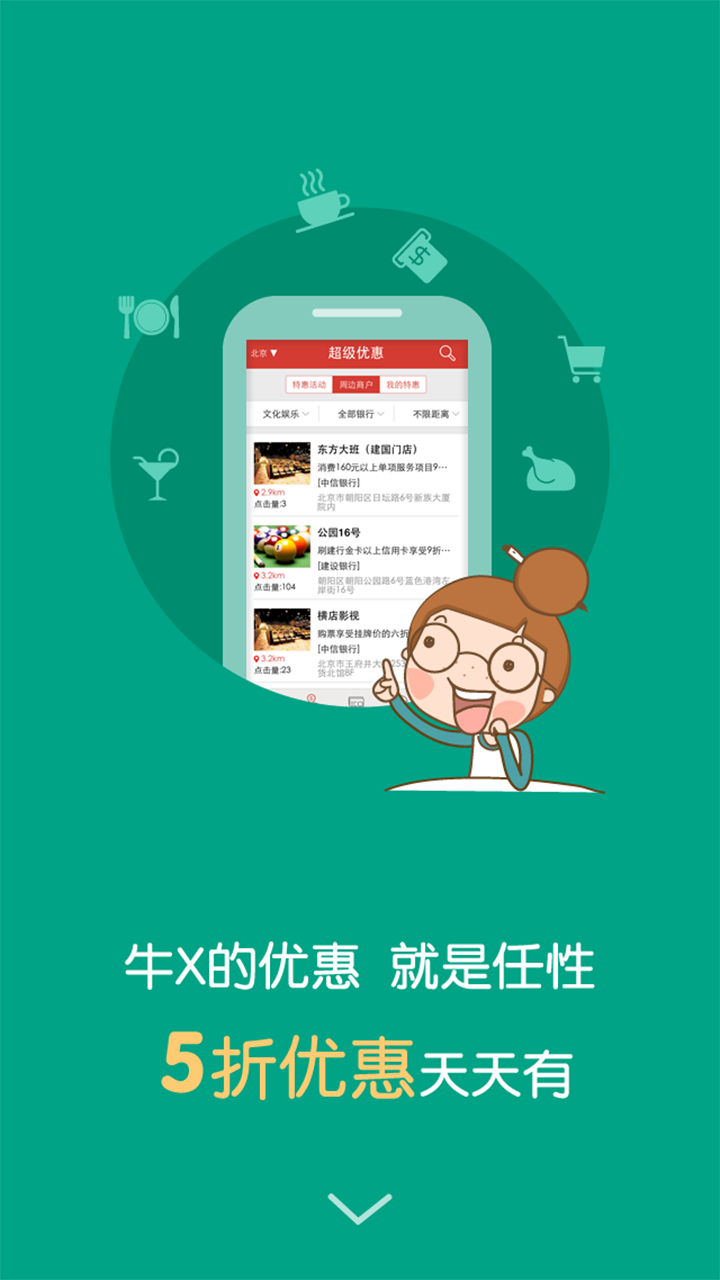 北京▼ 超级优惠
特惠活动 周边商户 我的特惠
文化娱乐 全部银行 不限距离
东方大班（建国门店）
消费160元以上单项服务项目9···
[中信银行]
2.9km
北京市朝阳区日坛路6号新族大厦
点击量:3
院内
公园16号
刷建行金卡以上信用卡享受9折···
[建设银行]
3.2km
朝阳区朝阳公园路6号蓝色港湾左
点击量:104
岸街16号
横店影视
购票享受挂牌价的六折
[中信银行]
3.2km
北京市王府井大 253
点击量:23
货北馆8F
牛X的优惠 就是任性
5折优惠天天有